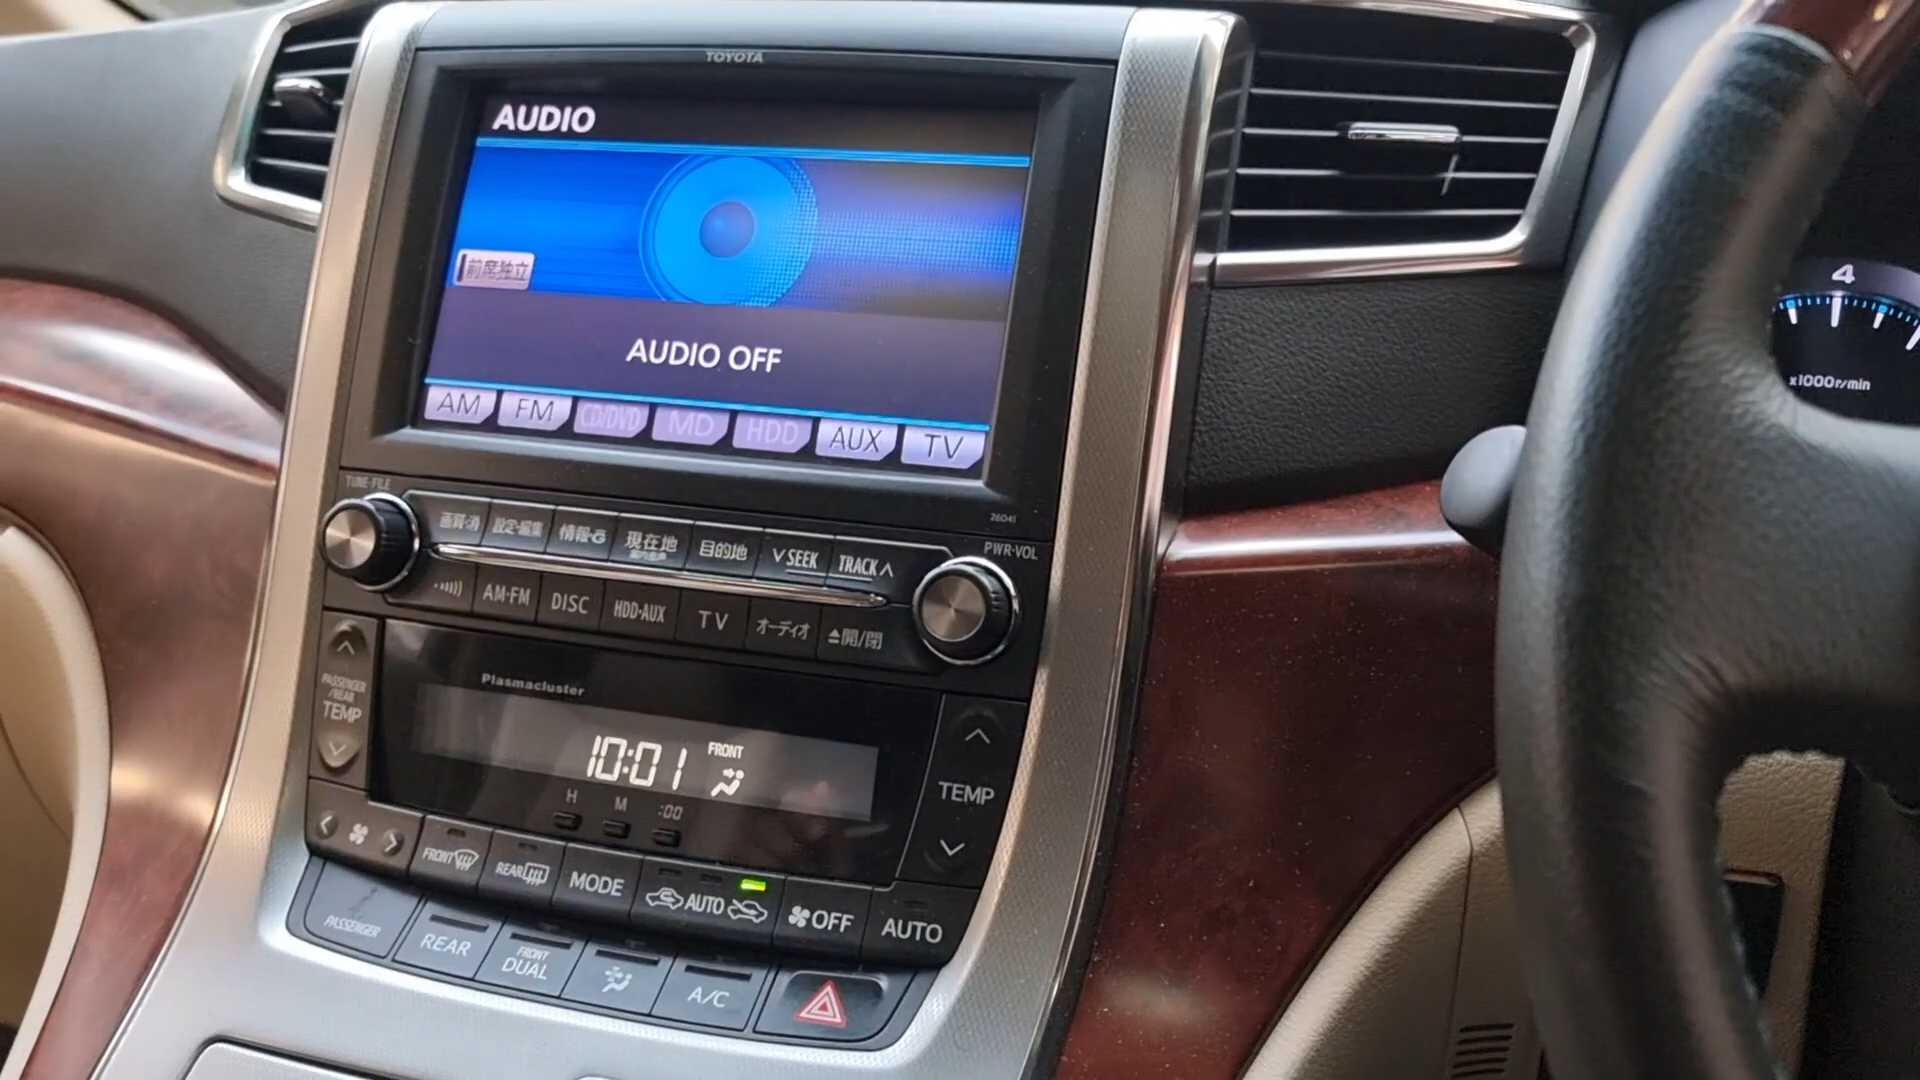 TOYOTA
AUDIO
前席独立
AUDIO OFF
AM FM CD/DVD MD HDD AUX TV
TUNE·FILE
26041
PWR·VOL
画質·消 設定·編集 情報·G 現在地 目的地 ∨ SEEK TRACK ∧
AM·FM DISC HDD·AUX TV オーディオ ▲開/閉
PASSENGER
/REAR
TEMP
Plasmacluster
10:01 FRONT
H M :00
TEMP
FRONT REAR MODE AUTO OFF AUTO
PASSENGER REAR FRONT DUAL A/C
4
x1000r/min